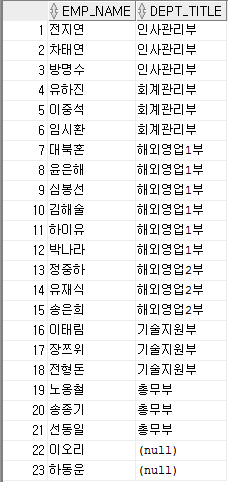 EMP_NAME DEPT_TITLE
1 전지연 인사관리부
2 차태연 인사관리부
3 방명수 인사관리부
4 유하진 회계관리부
5 이중석 회계관리부
6 임시환 회계관리부
7 대북혼 해외영업1부
8 윤은해 해외영업1부
9 심봉선 해외영업1부
10 김해술 해외영업1부
11 하이유 해외영업1부
12 박나라 해외영업1부
13 정중하 해외영업2부
14 유재식 해외영업2부
15 송은희 해외영업2부
16 이태림 기술지원부
17 장쯔위 기술지원부
18 전형돈 기술지원부
19 노옹철 총무부
20 송종기 총무부
21 선동일 총무부
22 이오리 (null)
23 하동운 (null)